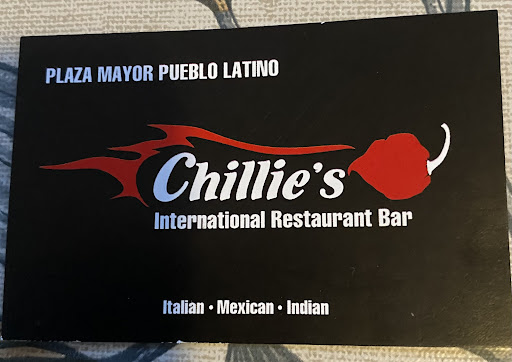 PLAZA MAYOR PUEBLO LATINO
Chillie's
International Restaurant Bar
Italian • Mexican • Indian